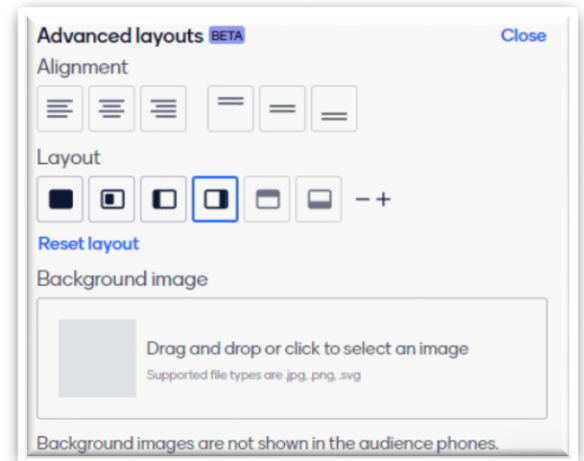 Advanced layouts BETA Close
Alignment
Layout
Reset layout
Background image
Drag and drop or click to select an image
Supported file types are .jpg, .png, .svg
Background images are not shown in the audience phones.